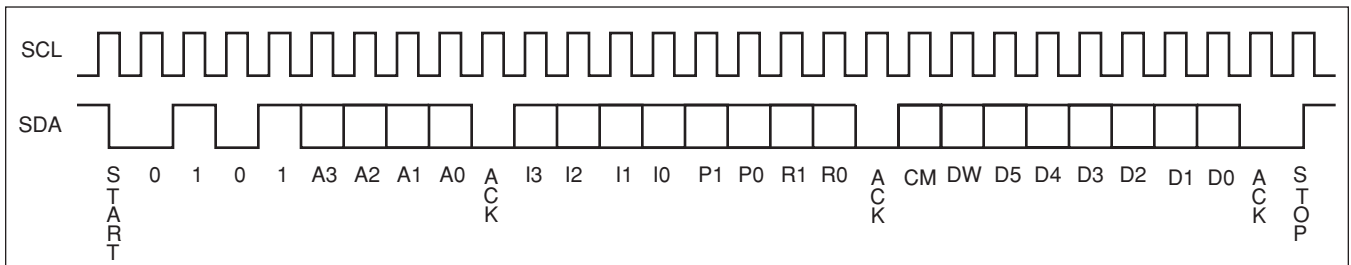 SCL
SDA
START 0 1 0 1 A3 A2 A1 A0 ACK I3 I2 I1 I0 P1 P0 R1 R0 ACK CM DW D5 D4 D3 D2 D1 D0 ACK STOP